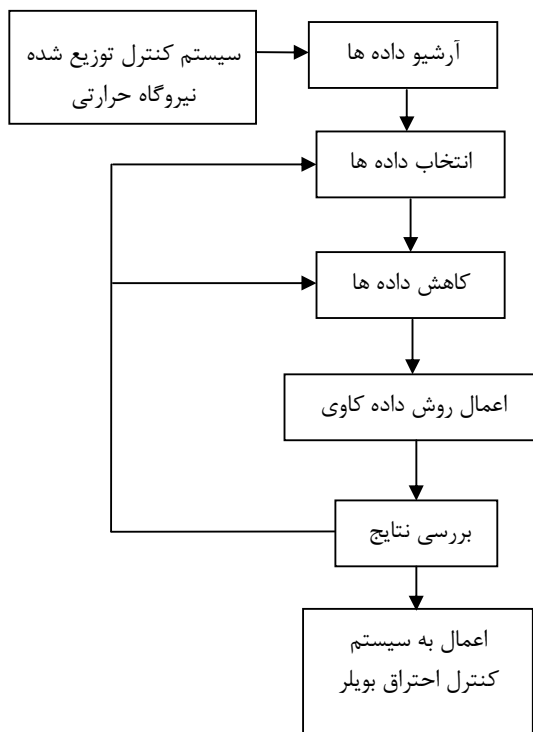 سیستم کنترل توزیع شده
نیروگاه حرارتی
آرشیو داده ها
انتخاب داده ها
کاهش داده ها
اعمال روش داده کاوی
بررسی نتایج
اعمال به سیستم
کنترل احتراق بویلر